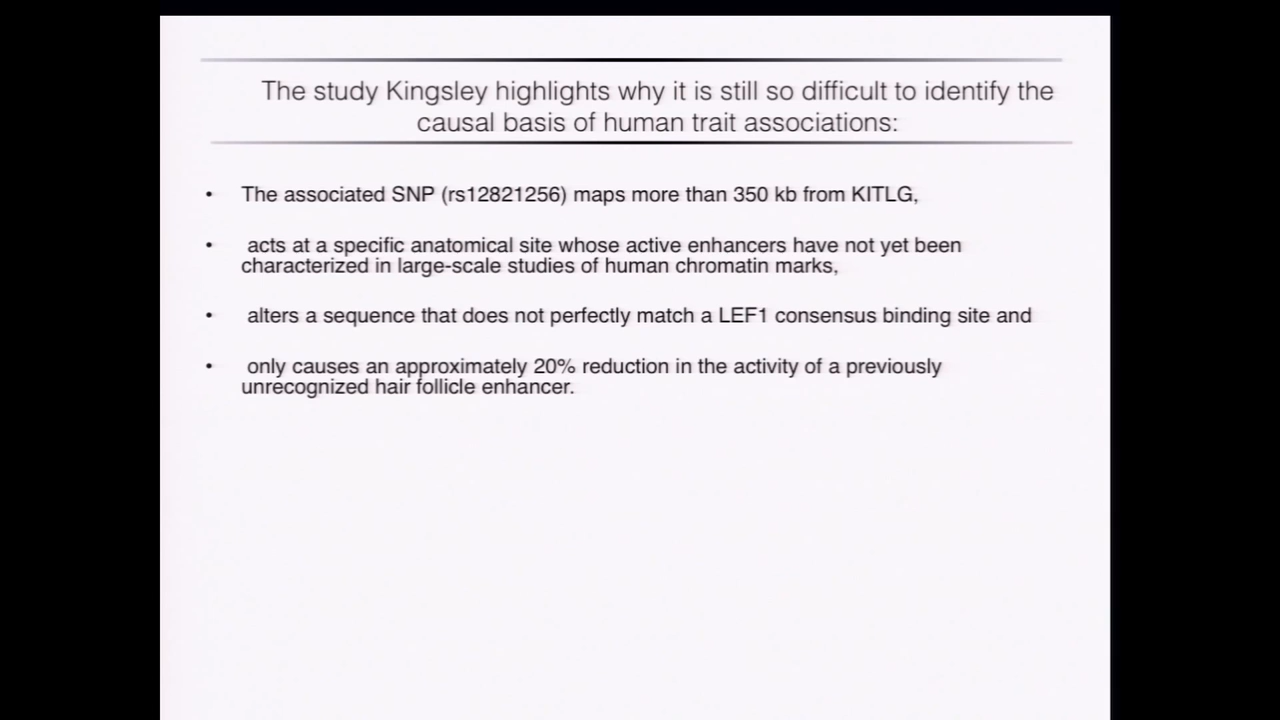 The study Kingsley highlights why it is still so difficult to identify the
causal basis of human trait associations:
• The associated SNP (rs12821256) maps more than 350 kb from KITLG,
• acts at a specific anatomical site whose active enhancers have not yet been
characterized in large-scale studies of human chromatin marks,
• alters a sequence that does not perfectly match a LEF1 consensus binding site and
• only causes an approximately 20% reduction in the activity of a previously
unrecognized hair follicle enhancer.